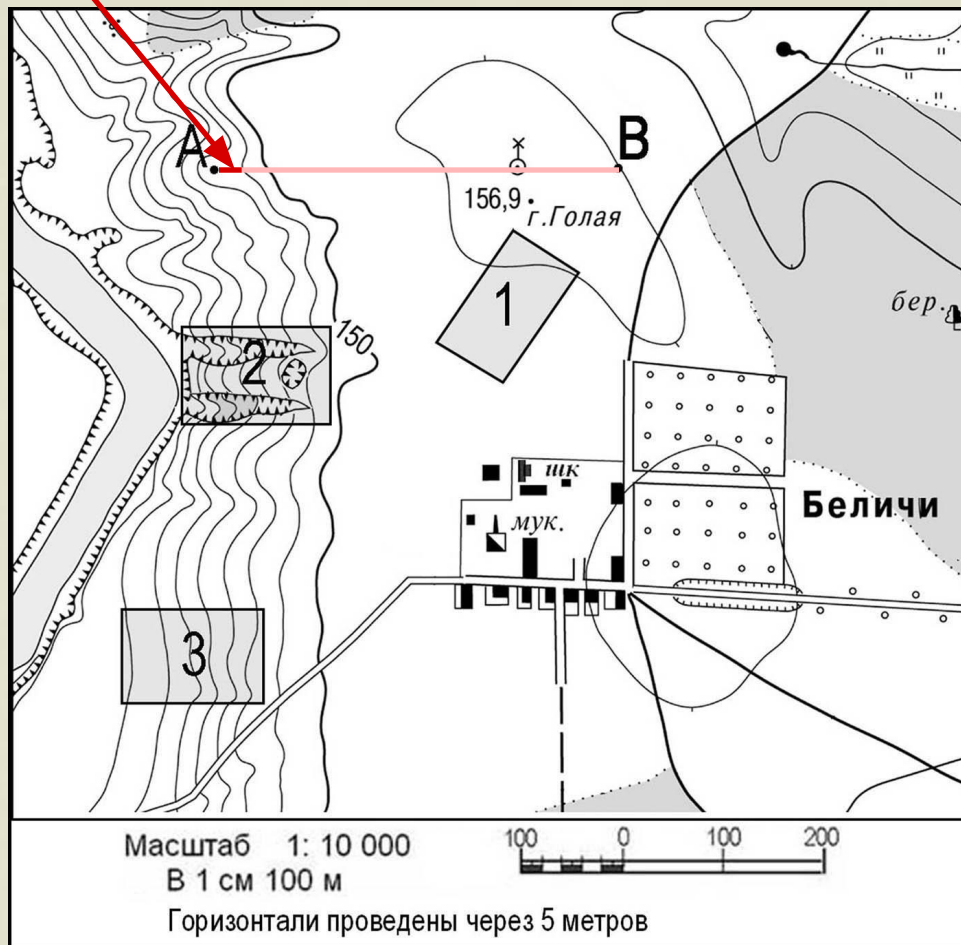 A
B
156,9
г.Голая
1
бер.
150
2
шк
Беличи
мук.
3
Масштаб 1: 10 000
В 1 см 100 м
100 0 100 200
Горизонтали проведены через 5 метров